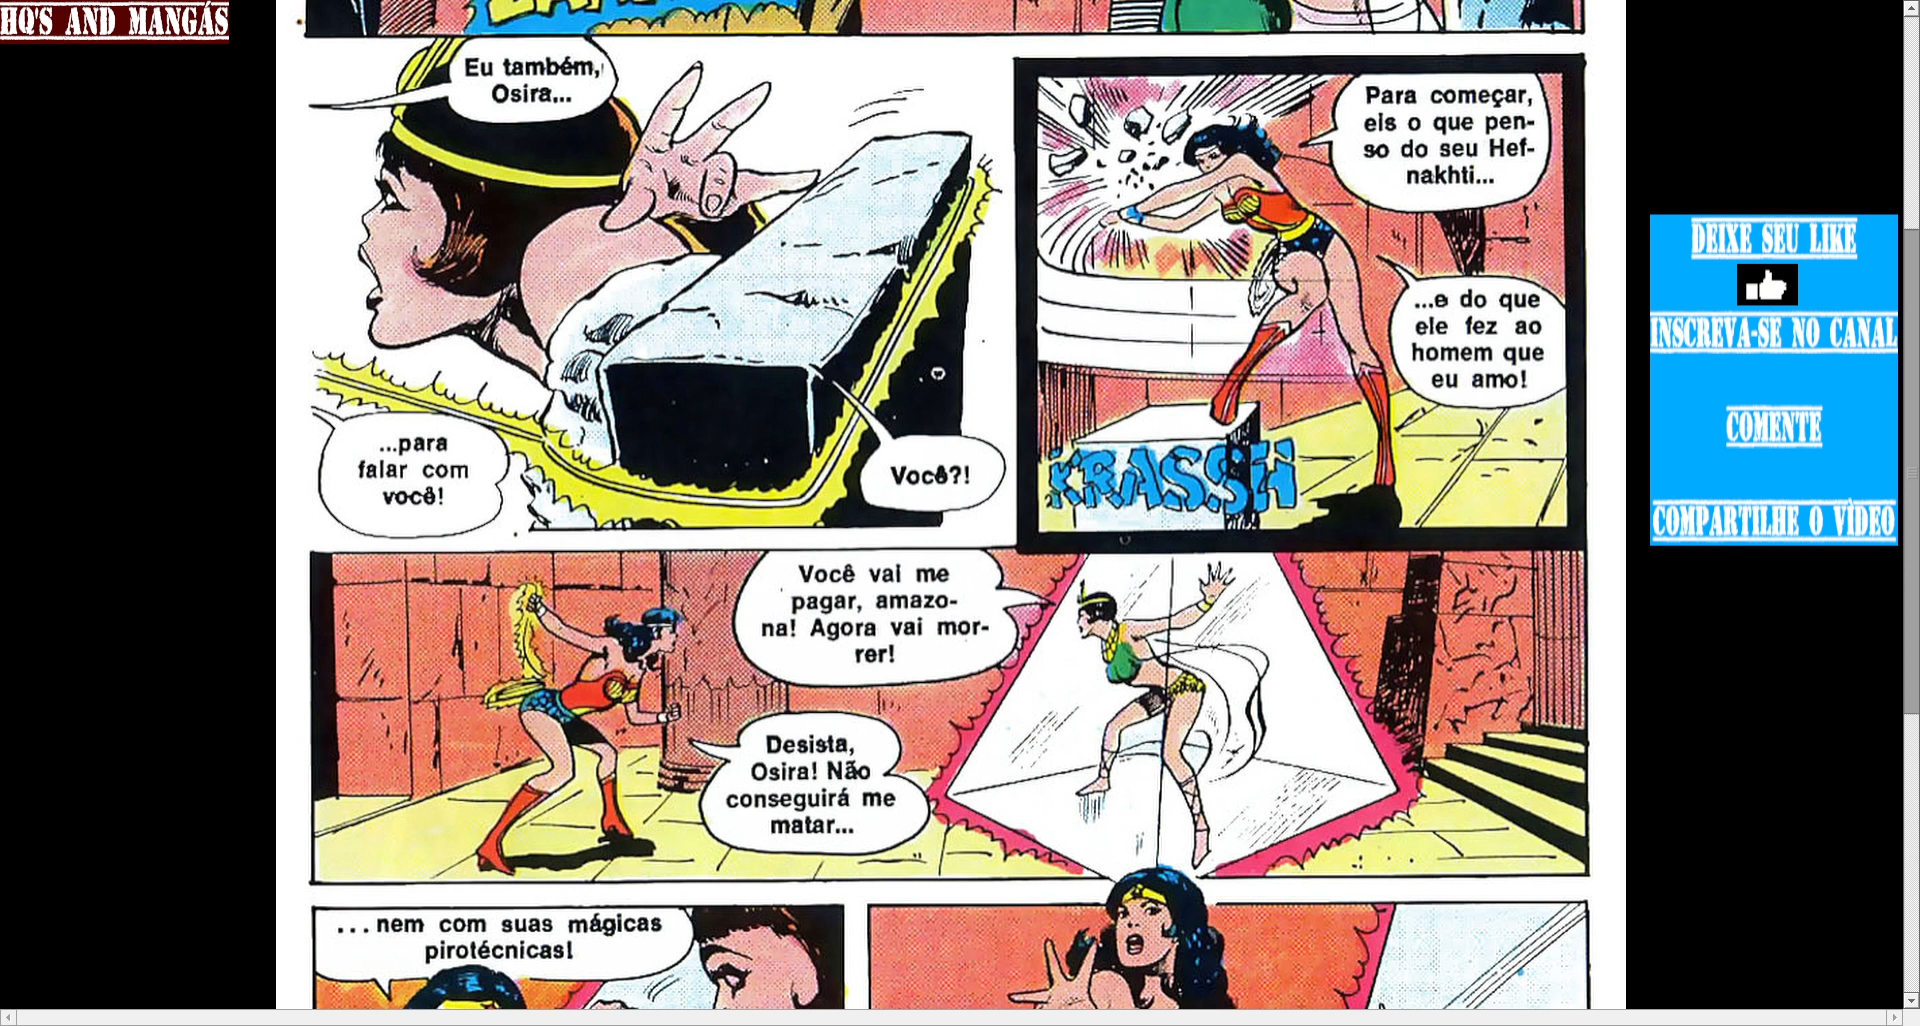 HQ'S AND MANGÁS
Eu também,
Osira...
...para
falar com
você!
Você?!
Para começar,
eis o que pen-
so do seu Hef-
nakhti...
...e do que
ele fez ao
homem que
eu amo!
KRASSH
Você vai me
pagar, amazo-
na! Agora vai mor-
rer!
Desista,
Osira! Não
conseguirá me
matar...
...nem com suas mágicas
pirotécnicas!
DEIXE SEU LIKE
INSCREVA-SE NO CANAL
COMENTE
COMPARTILHE O VÍDEO